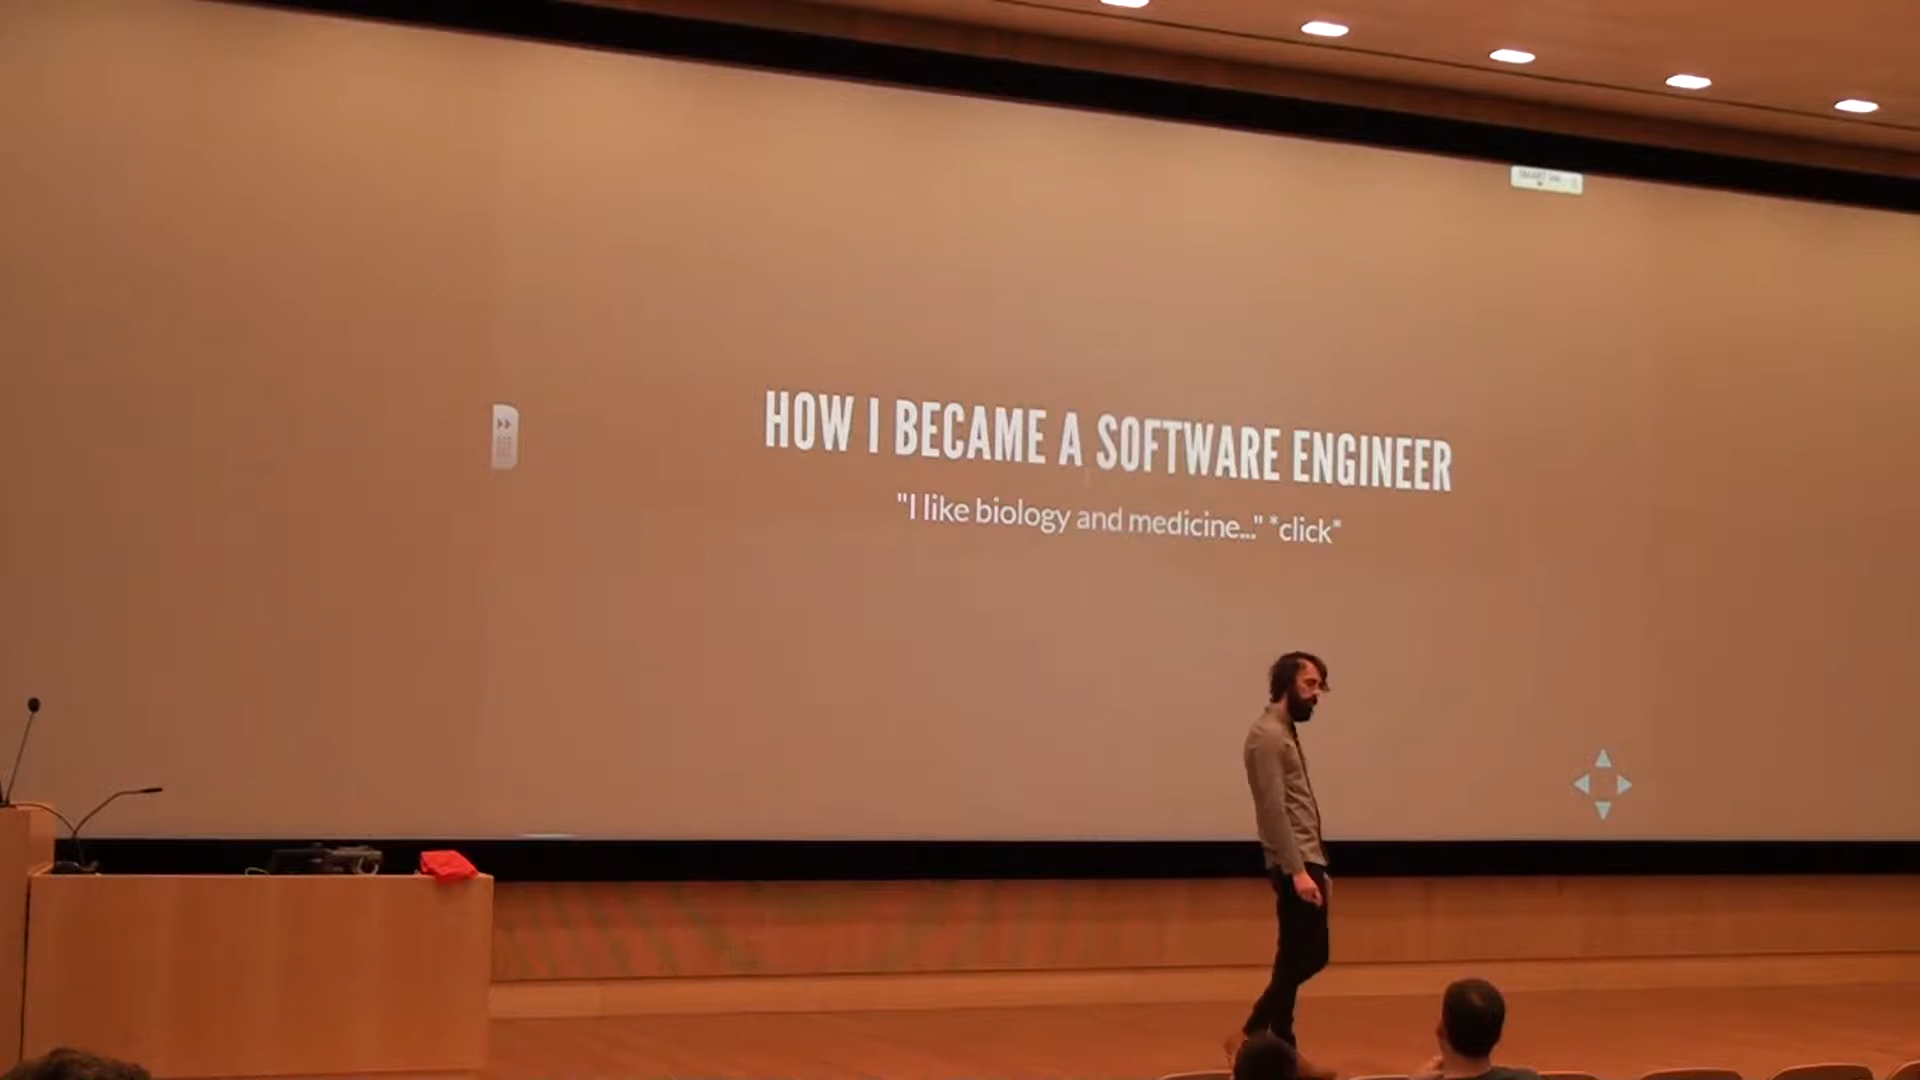 HOW I BECAME A SOFTWARE ENGINEER
"I like biology and medicine..." *click*